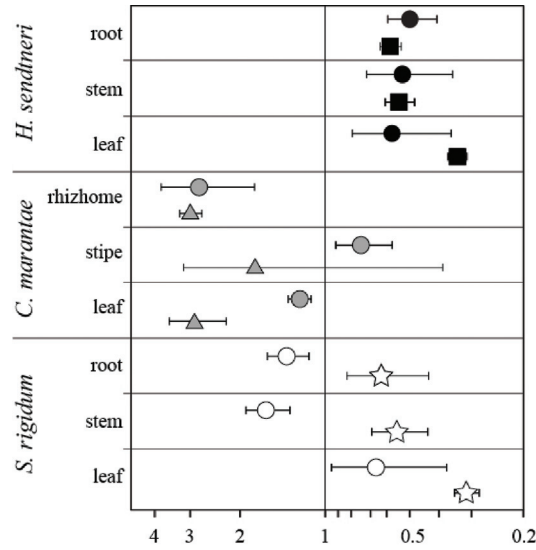 H. sendtneri
root
stem
leaf
C. marantae
rhizhome
stipe
leaf
S. rigidum
root
stem
leaf
4 3 2 1 0.5 0.2